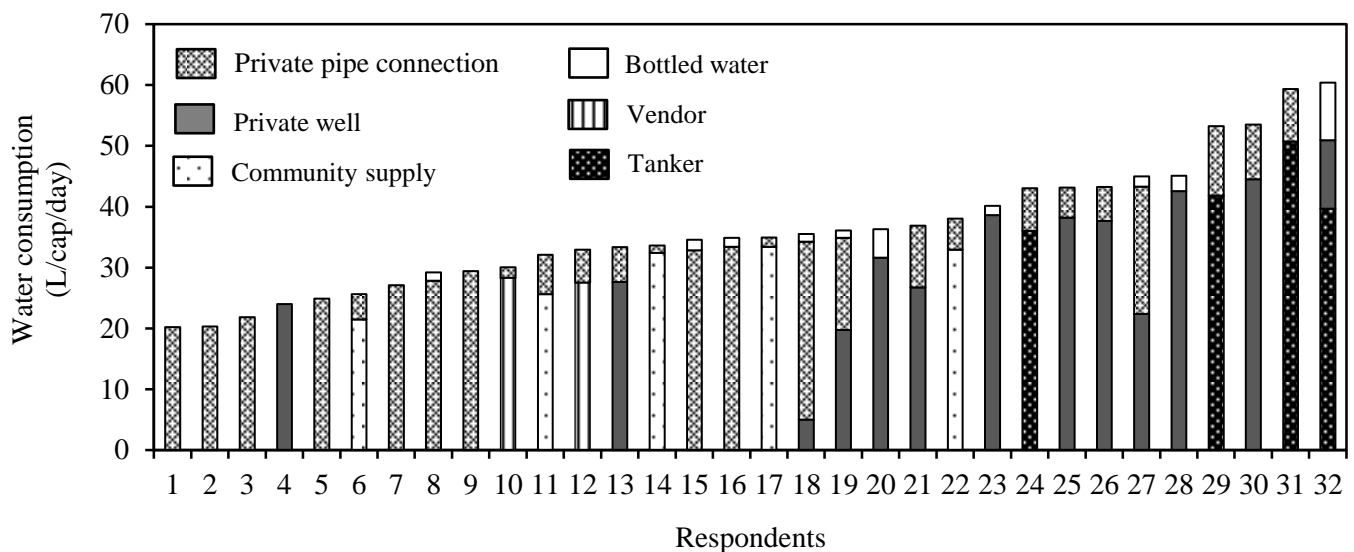 70
60
50
40
30
20
10
0
Water consumption
(L/cap/day)
Private pipe connection
Bottled water
Private well
Vendor
Community supply
Tanker
1 2 3 4 5 6 7 8 9 10 11 12 13 14 15 16 17 18 19 20 21 22 23 24 25 26 27 28 29 30 31 32
Respondents